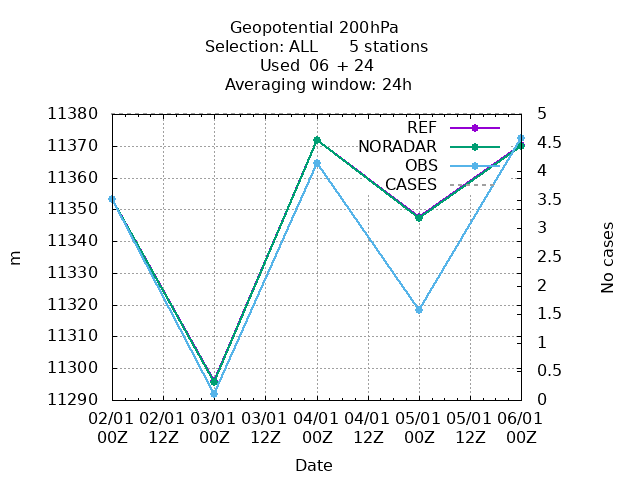 Geopotential 200hPa
Selection: ALL 5 stations
Used 06 + 24
Averaging window: 24h
11380
11370
11360
11350
11340
11330
11320
11310
11300
11290
m
5
4.5
4
3.5
3
2.5
2
1.5
1
0.5
0
No cases
REF
NORADAR
OBS
CASES
02/01 02/01 03/01 03/01 04/01 04/01 05/01 05/01 06/01
00Z 12Z 00Z 12Z 00Z 12Z 00Z 12Z 00Z
Date